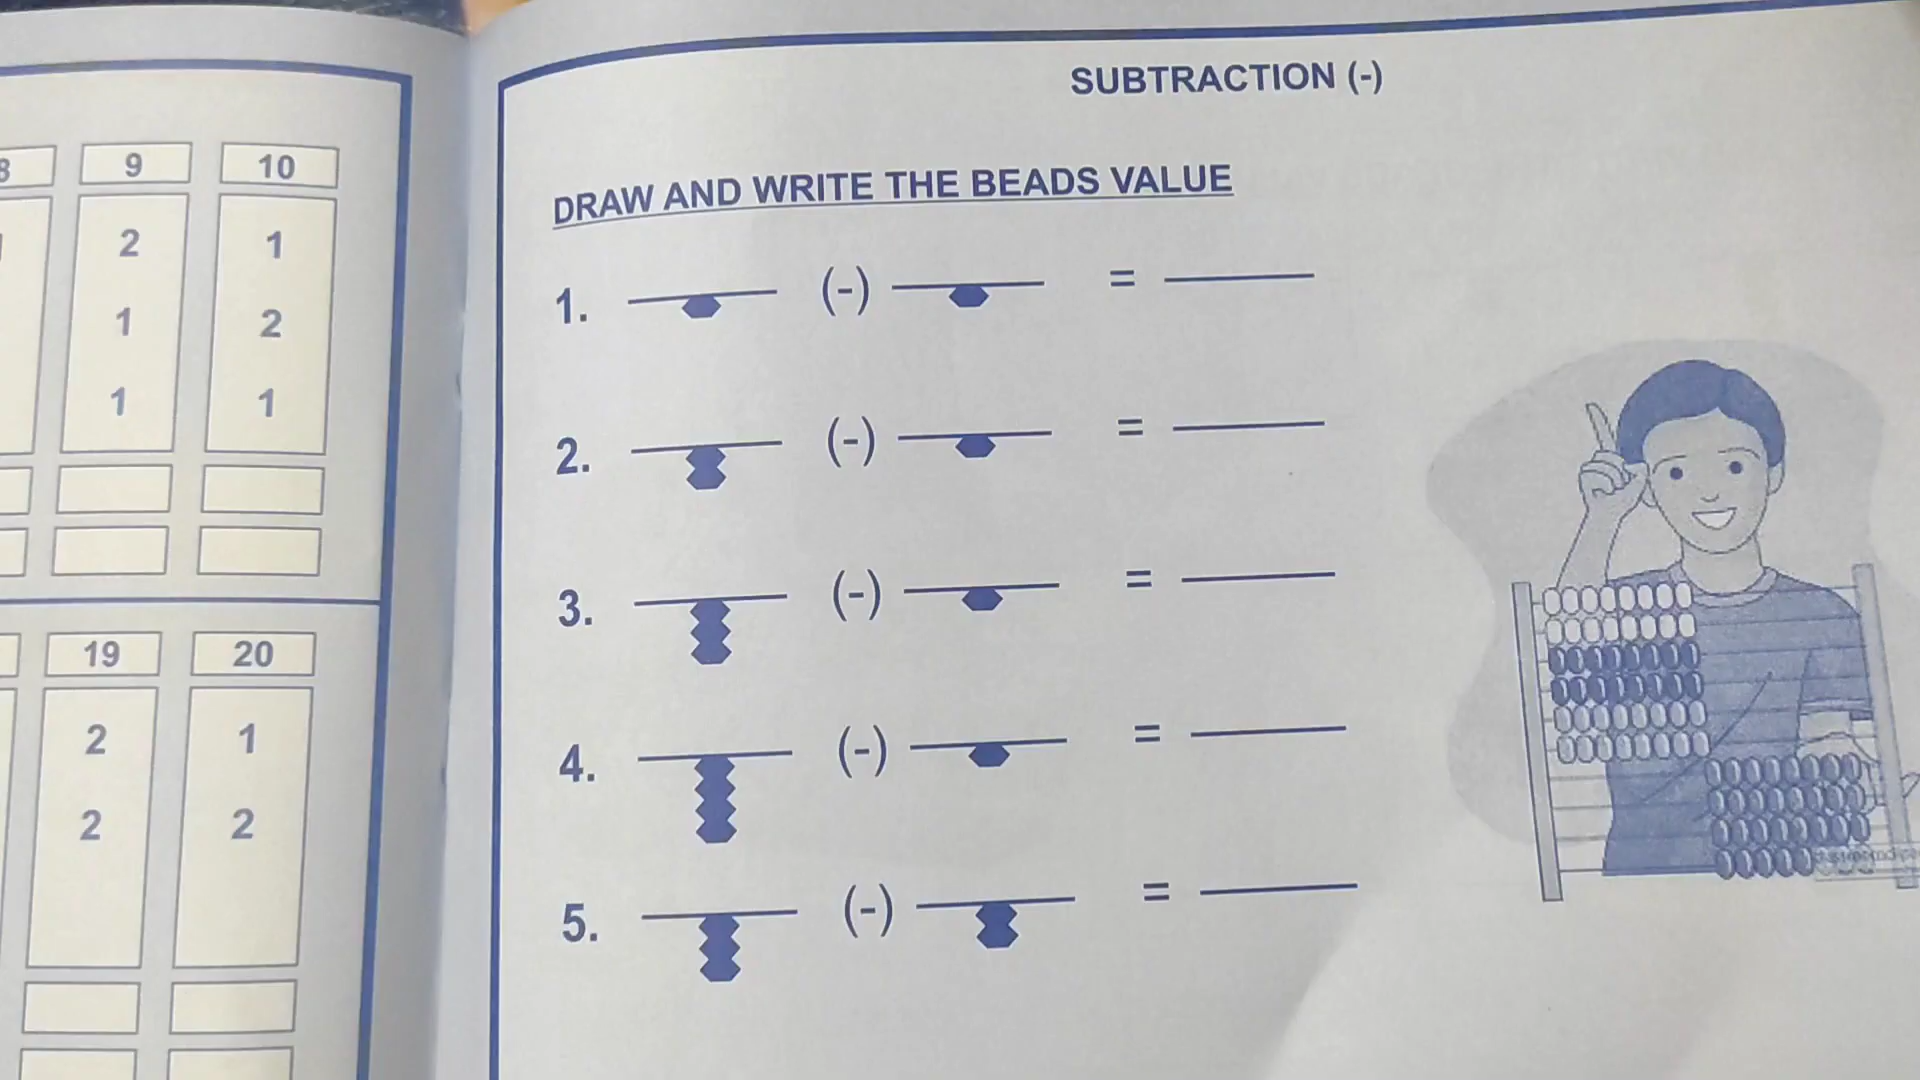 8 9 10
2 1
1 2
1 1
19 20
2 1
2 2
SUBTRACTION (-)
DRAW AND WRITE THE BEADS VALUE
1. (-) =
2. (-) =
3. (-) =
4. (-) =
5. (-) =